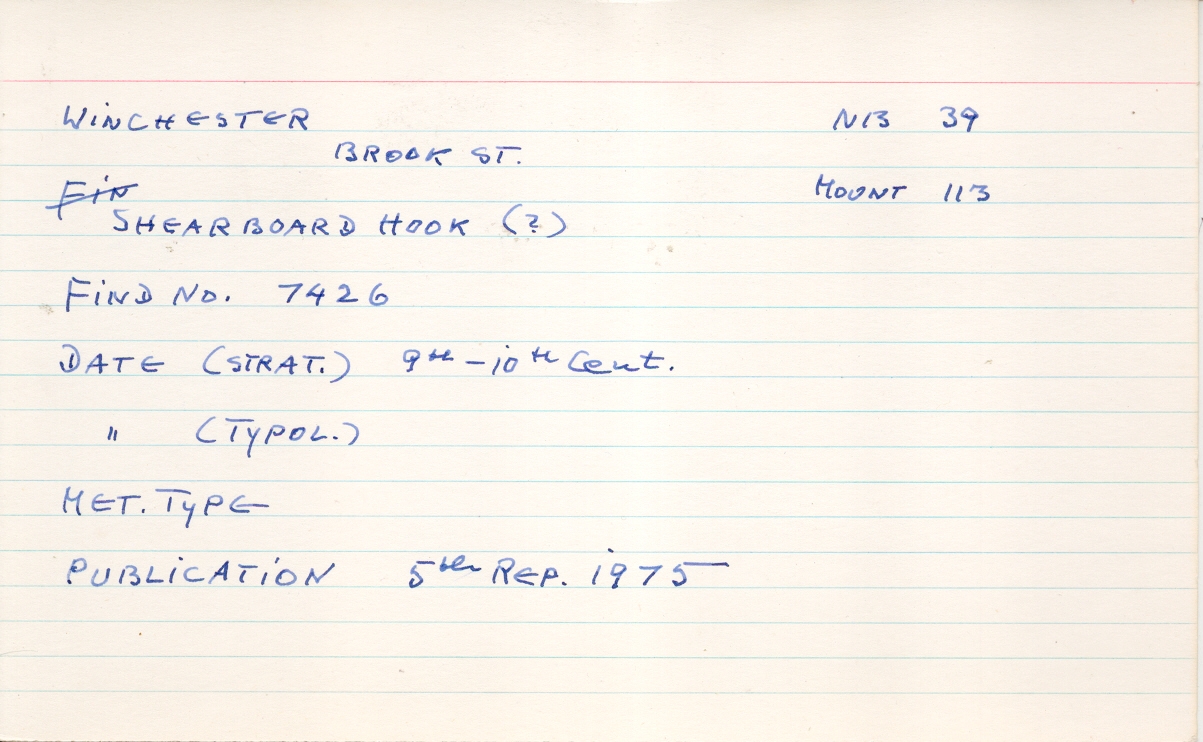 WINCHESTER NB 39
BROOK ST.
FIN MOUNT 113
SHEARBOARD HOOK (?)
FIND NO. 7426
DATE (STRAT.) 9th - 10th Cent.
" (TYPOL.)
MET. TYPE
PUBLICATION 5th REP. 1975